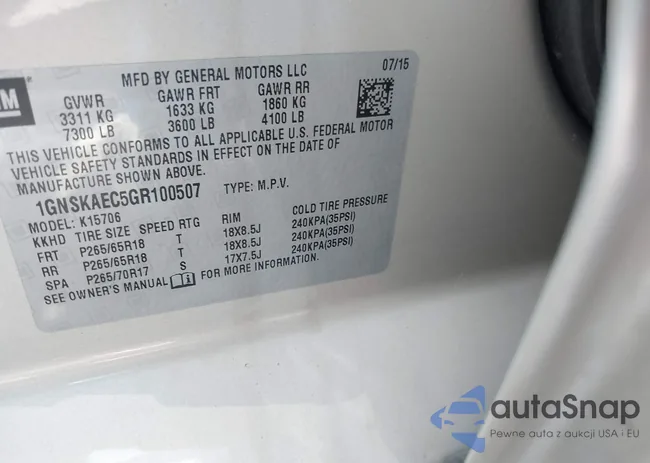 GM
MFD BY GENERAL MOTORS LLC 07/15
GVWR GAWR FRT GAWR RR
3311 KG 1633 KG 1860 KG
7300 LB 3600 LB 4100 LB
THIS VEHICLE CONFORMS TO ALL APPLICABLE U.S. FEDERAL MOTOR
VEHICLE SAFETY STANDARDS IN EFFECT ON THE DATE OF
MANUFACTURE SHOWN ABOVE.
1GNSKAEC5GR100507 TYPE: M.P.V.
MODEL: K15706
KKHD TIRE SIZE SPEED RTG RIM COLD TIRE PRESSURE
FRT P265/65R18 T 18X8.5J 240KPA(35PSI)
RR P265/65R18 T 18X8.5J 240KPA(35PSI)
SPA P265/70R17 S 17X7.5J 240KPA(35PSI)
SEE OWNER'S MANUAL FOR MORE INFORMATION.
autaSnap
Pewne auta z aukcji USA i EU